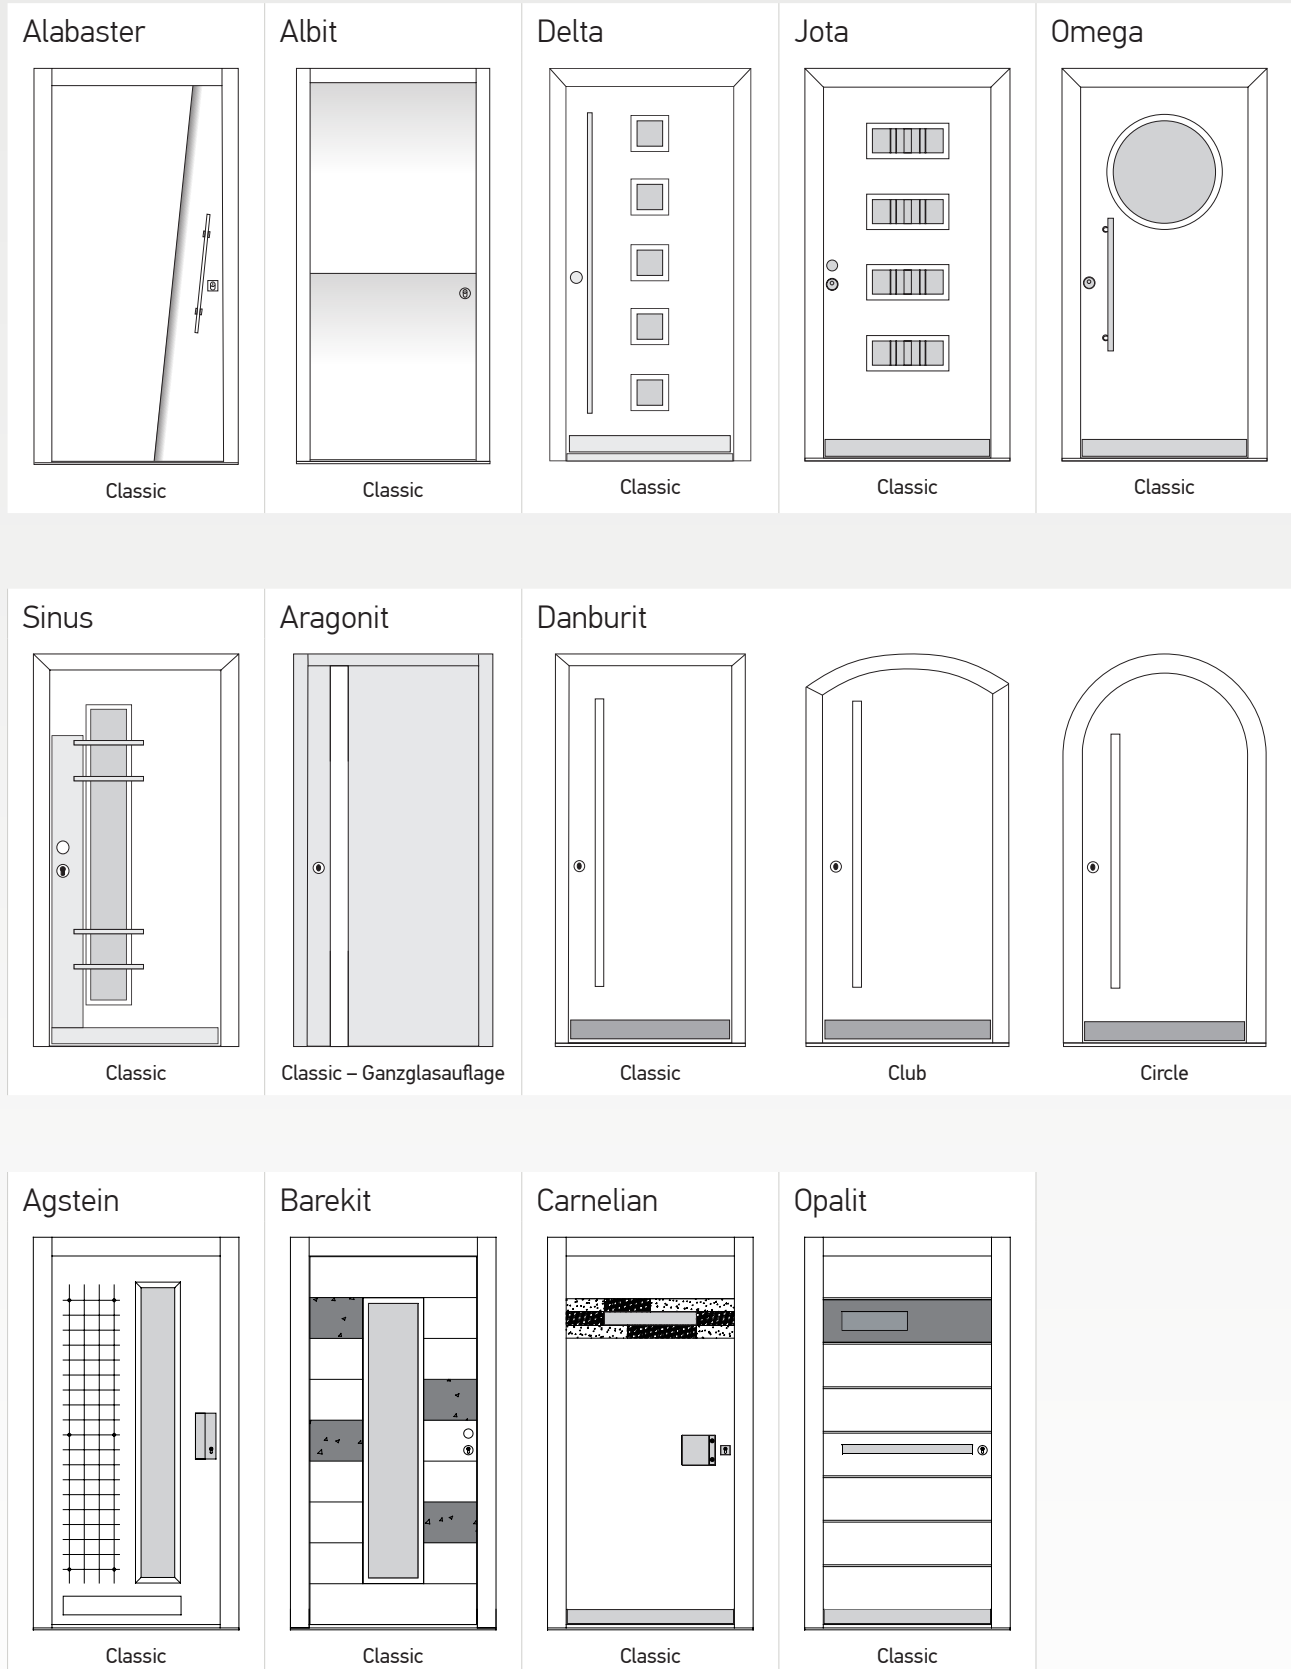 Alabaster
Albit
Delta
Jota
Omega
Classic
Classic
Classic
Classic
Classic
Sinus
Aragonit
Danburit
Classic
Classic – Ganzglasauflage
Classic
Club
Circle
Agstein
Barekit
Carnelian
Opalit
Classic
Classic
Classic
Classic